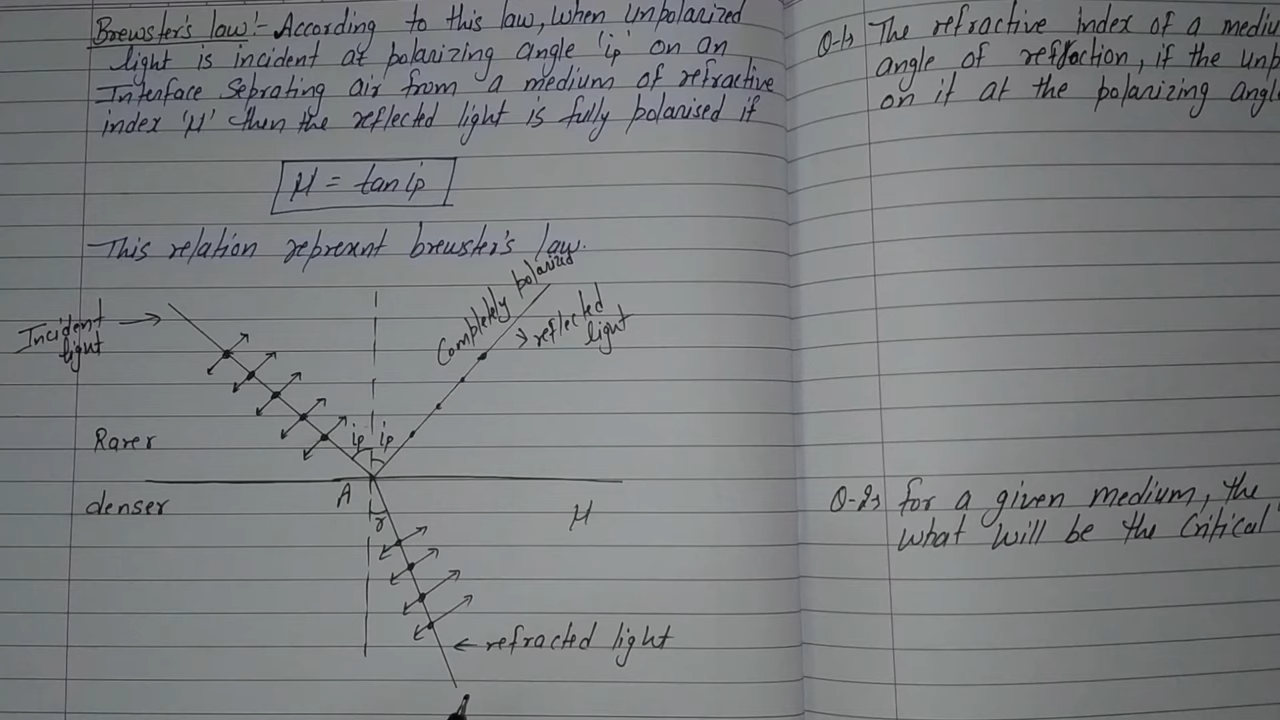 Brewster's law:- According to this law, when unpolarized
light is incident at polarizing angle 'ip' on an
Interface Seprating air from a medium of refractive
index 'μ' then the reflected light is fully polarised if
μ = tan ip
This relation reprexnt brewster's law.
Completely polarized
reflected
light
Incident
light
ip ip
Rarer
A
denser
r
μ
refracted light
Q-1) The refractive index of a mediu
angle of reffaction, if the unp
on it at the polarizing angl
Q-2) for a given medium, the
what will be the Critical